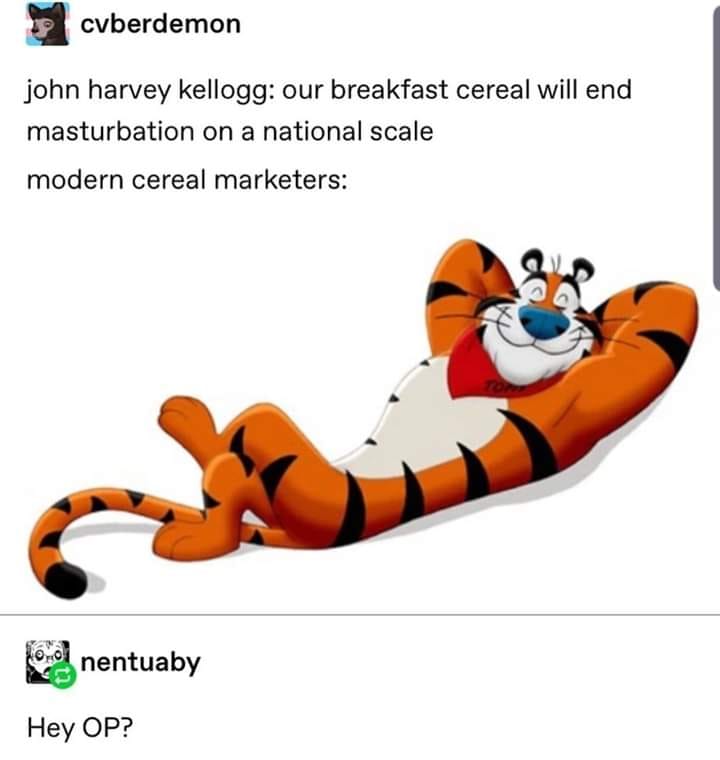 cvberdemon
john harvey kellogg: our breakfast cereal will end
masturbation on a national scale
modern cereal marketers:
TONY
nentuaby
Hey OP?